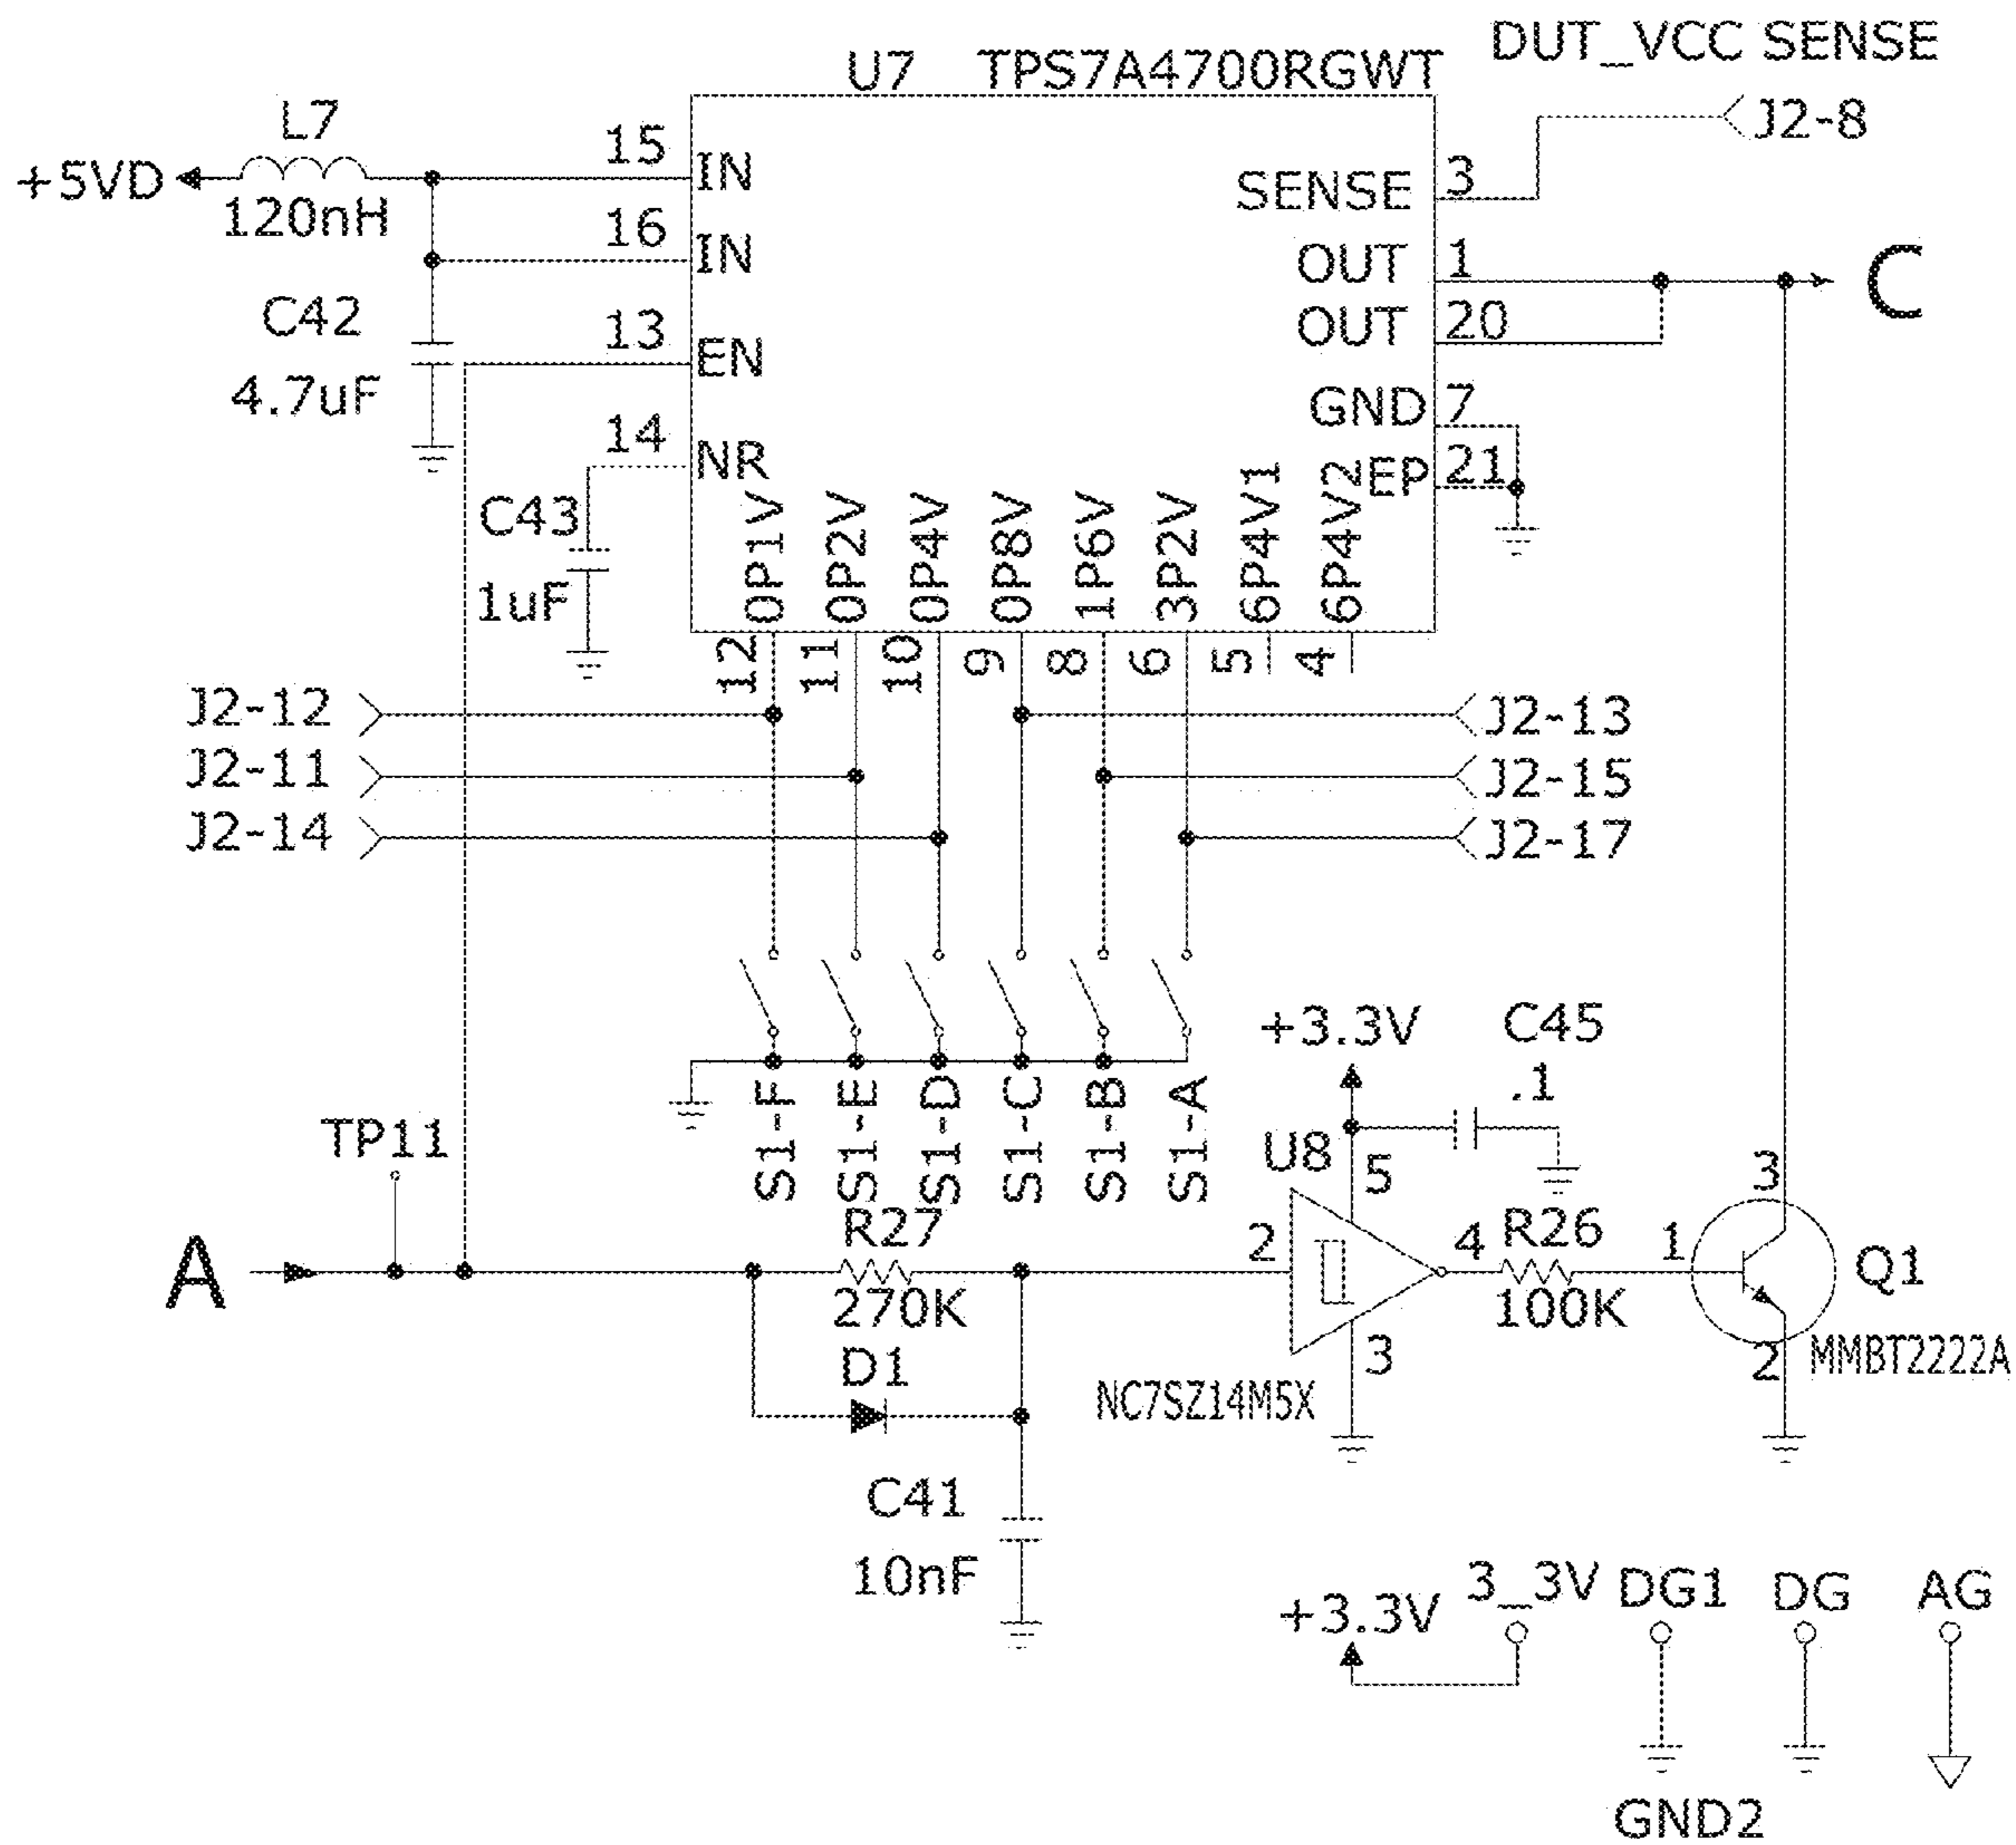 U7 TPS7A4700RGWT
DUT_VCC SENSE
J2-8
L7
+5VD
120nH
15
IN
16
IN
SENSE
3
OUT
1
OUT
20
C
C42
4.7uF
13
EN
14
NR
GND
7
EP
21
C43
1uF
0P1V
0P2V
0P4V
0P8V
1P6V
3P2V
6P4V1
6P4V2
12
11
10
9
8
6
5
4
J2-12
J2-11
J2-14
J2-13
J2-15
J2-17
S1-F
S1-E
S1-D
S1-C
S1-B
S1-A
+3.3V
C45
.1
TP11
A
R27
270K
D1
C41
10nF
U8
5
2
4
3
NC7SZ14M5X
R26
100K
1
3
2
Q1
MMBT2222A
+3.3V
3_3V
DG1
DG
AG
GND2